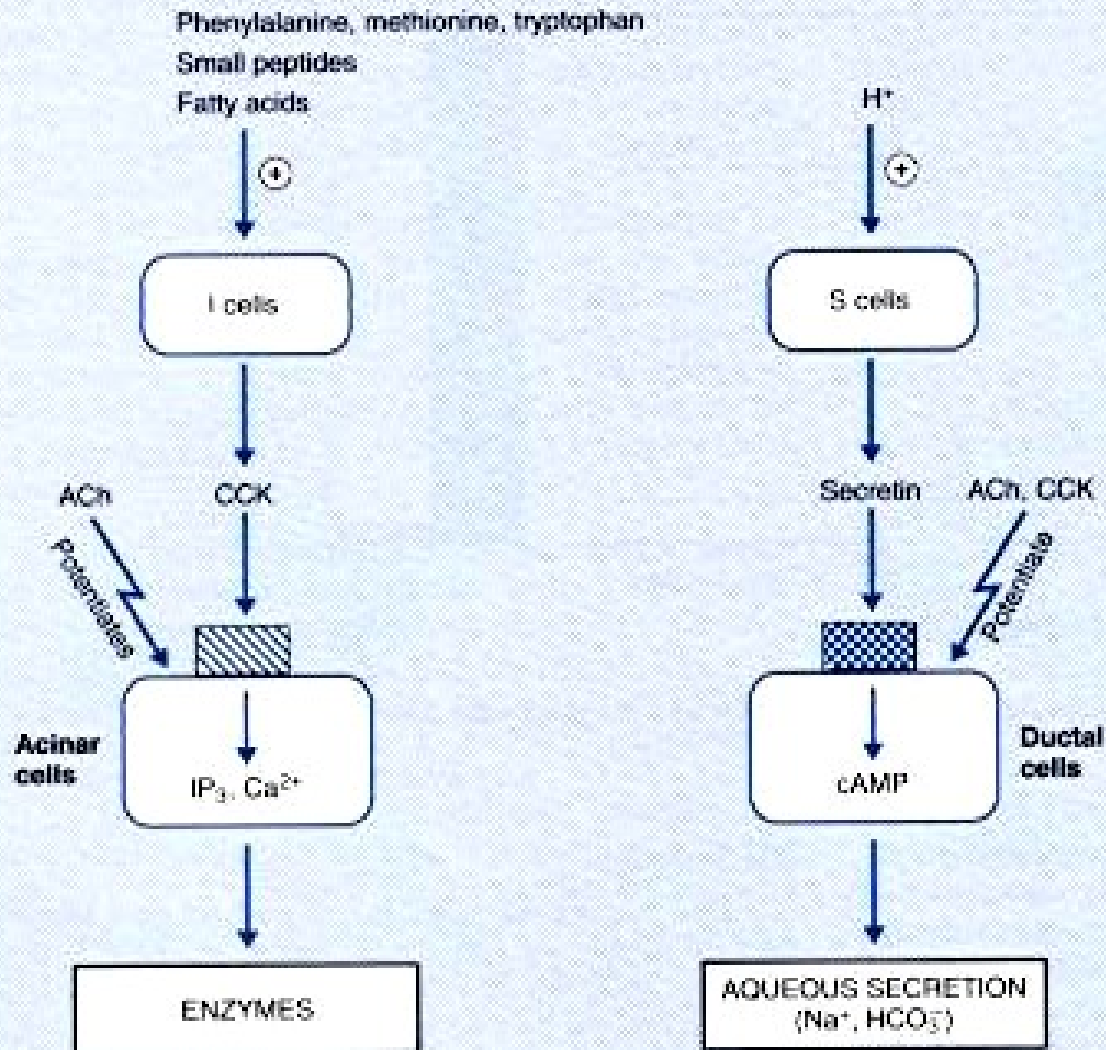 Phenylalanine, methionine, tryptophan
Small peptides
Fatty acids
H⁺
+
+
I cells
S cells
ACh
CCK
Secretin
ACh, CCK
Potentiates
Potentiate
Acinar
cells
IP₃, Ca²⁺
cAMP
Ductal
cells
ENZYMES
AQUEOUS SECRETION
(Na⁺, HCO₃⁻)